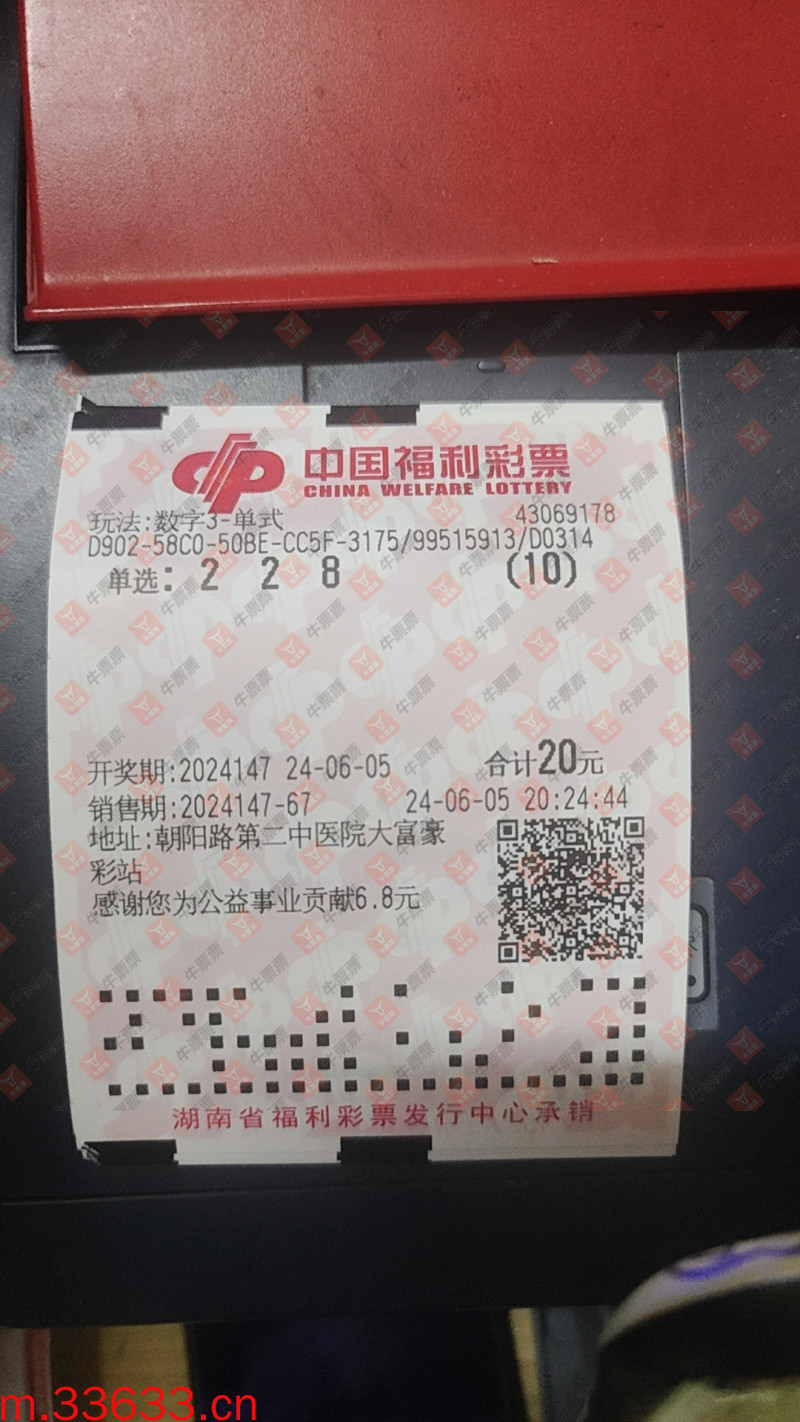 中国福利彩票
CHINA WELFARE LOTTERY
玩法:数字3-单式 43069178
D902-58C0-50BE-CC5F-3175/99515913/D0314
单选: 2 2 8 (10)
开奖期:2024147 24-06-05 合计20元
销售期:2024147-67 24-06-05 20:24:44
地址:朝阳路第二中医院大富豪
彩站
感谢您为公益事业贡献6.8元
湖南省福利彩票发行中心承销
牛票票
m.33633.cn